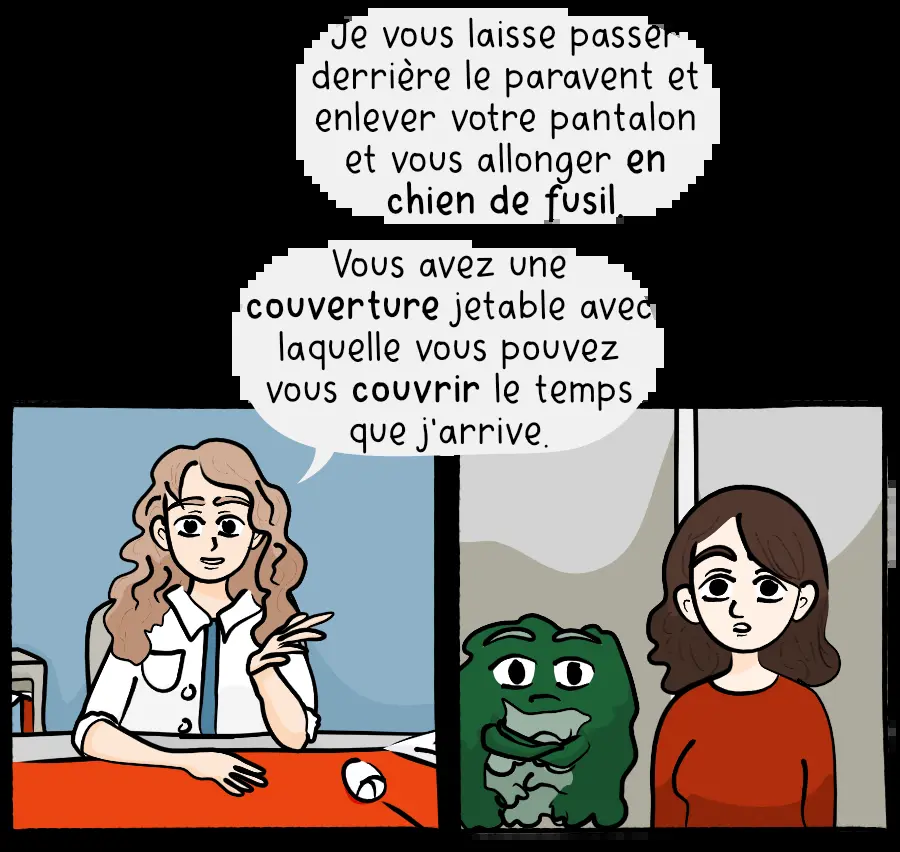 Je vous laisse passer
derrière le paravent et
enlever votre pantalon
et vous allonger en
chien de fusil.
Vous avez une
couverture jetable avec
laquelle vous pouvez
vous couvrir le temps
que j'arrive.